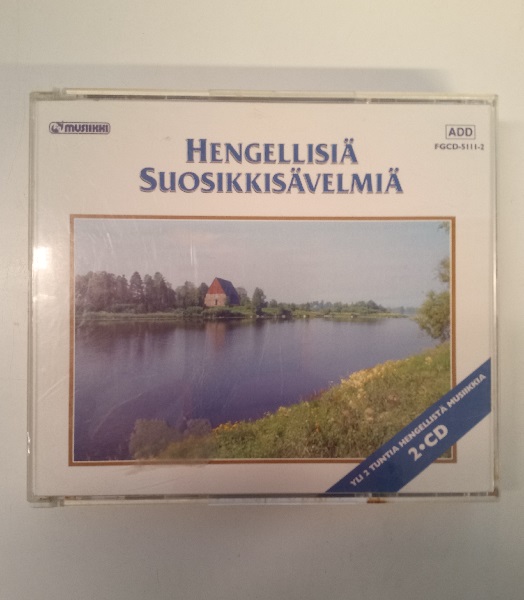 MUSIIKKI
ADD
FGCD-5111-2
HENGELLISIÄ
SUOSIKKISÄVELMIÄ
YLI 2 TUNTIA HENGELLISTÄ MUSIIKKIA
2•CD